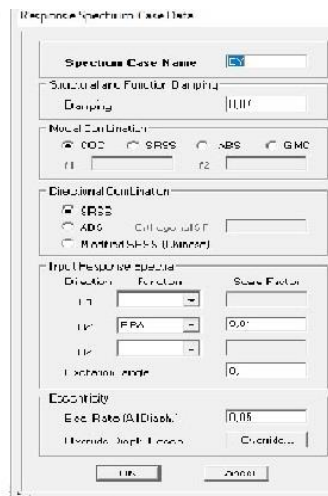 Response Spectrum Case Data
Spectrum Case Name EY
Structural and Function Damping
Damping
Modal Combination
CQC SRSS ABS GMC
f1 f2
Directional Combination
SRSS
ABS Orthogonal SF
Modified SRSS (Chinese)
Input Response Spectra
Direction Function Scale Factor
U1
U2
Excitation angle 0,
Eccentricity
Ecc. Ratio (All Diaph.) 0,05
Override Diaph. Eccen. Override...
OK Cancel